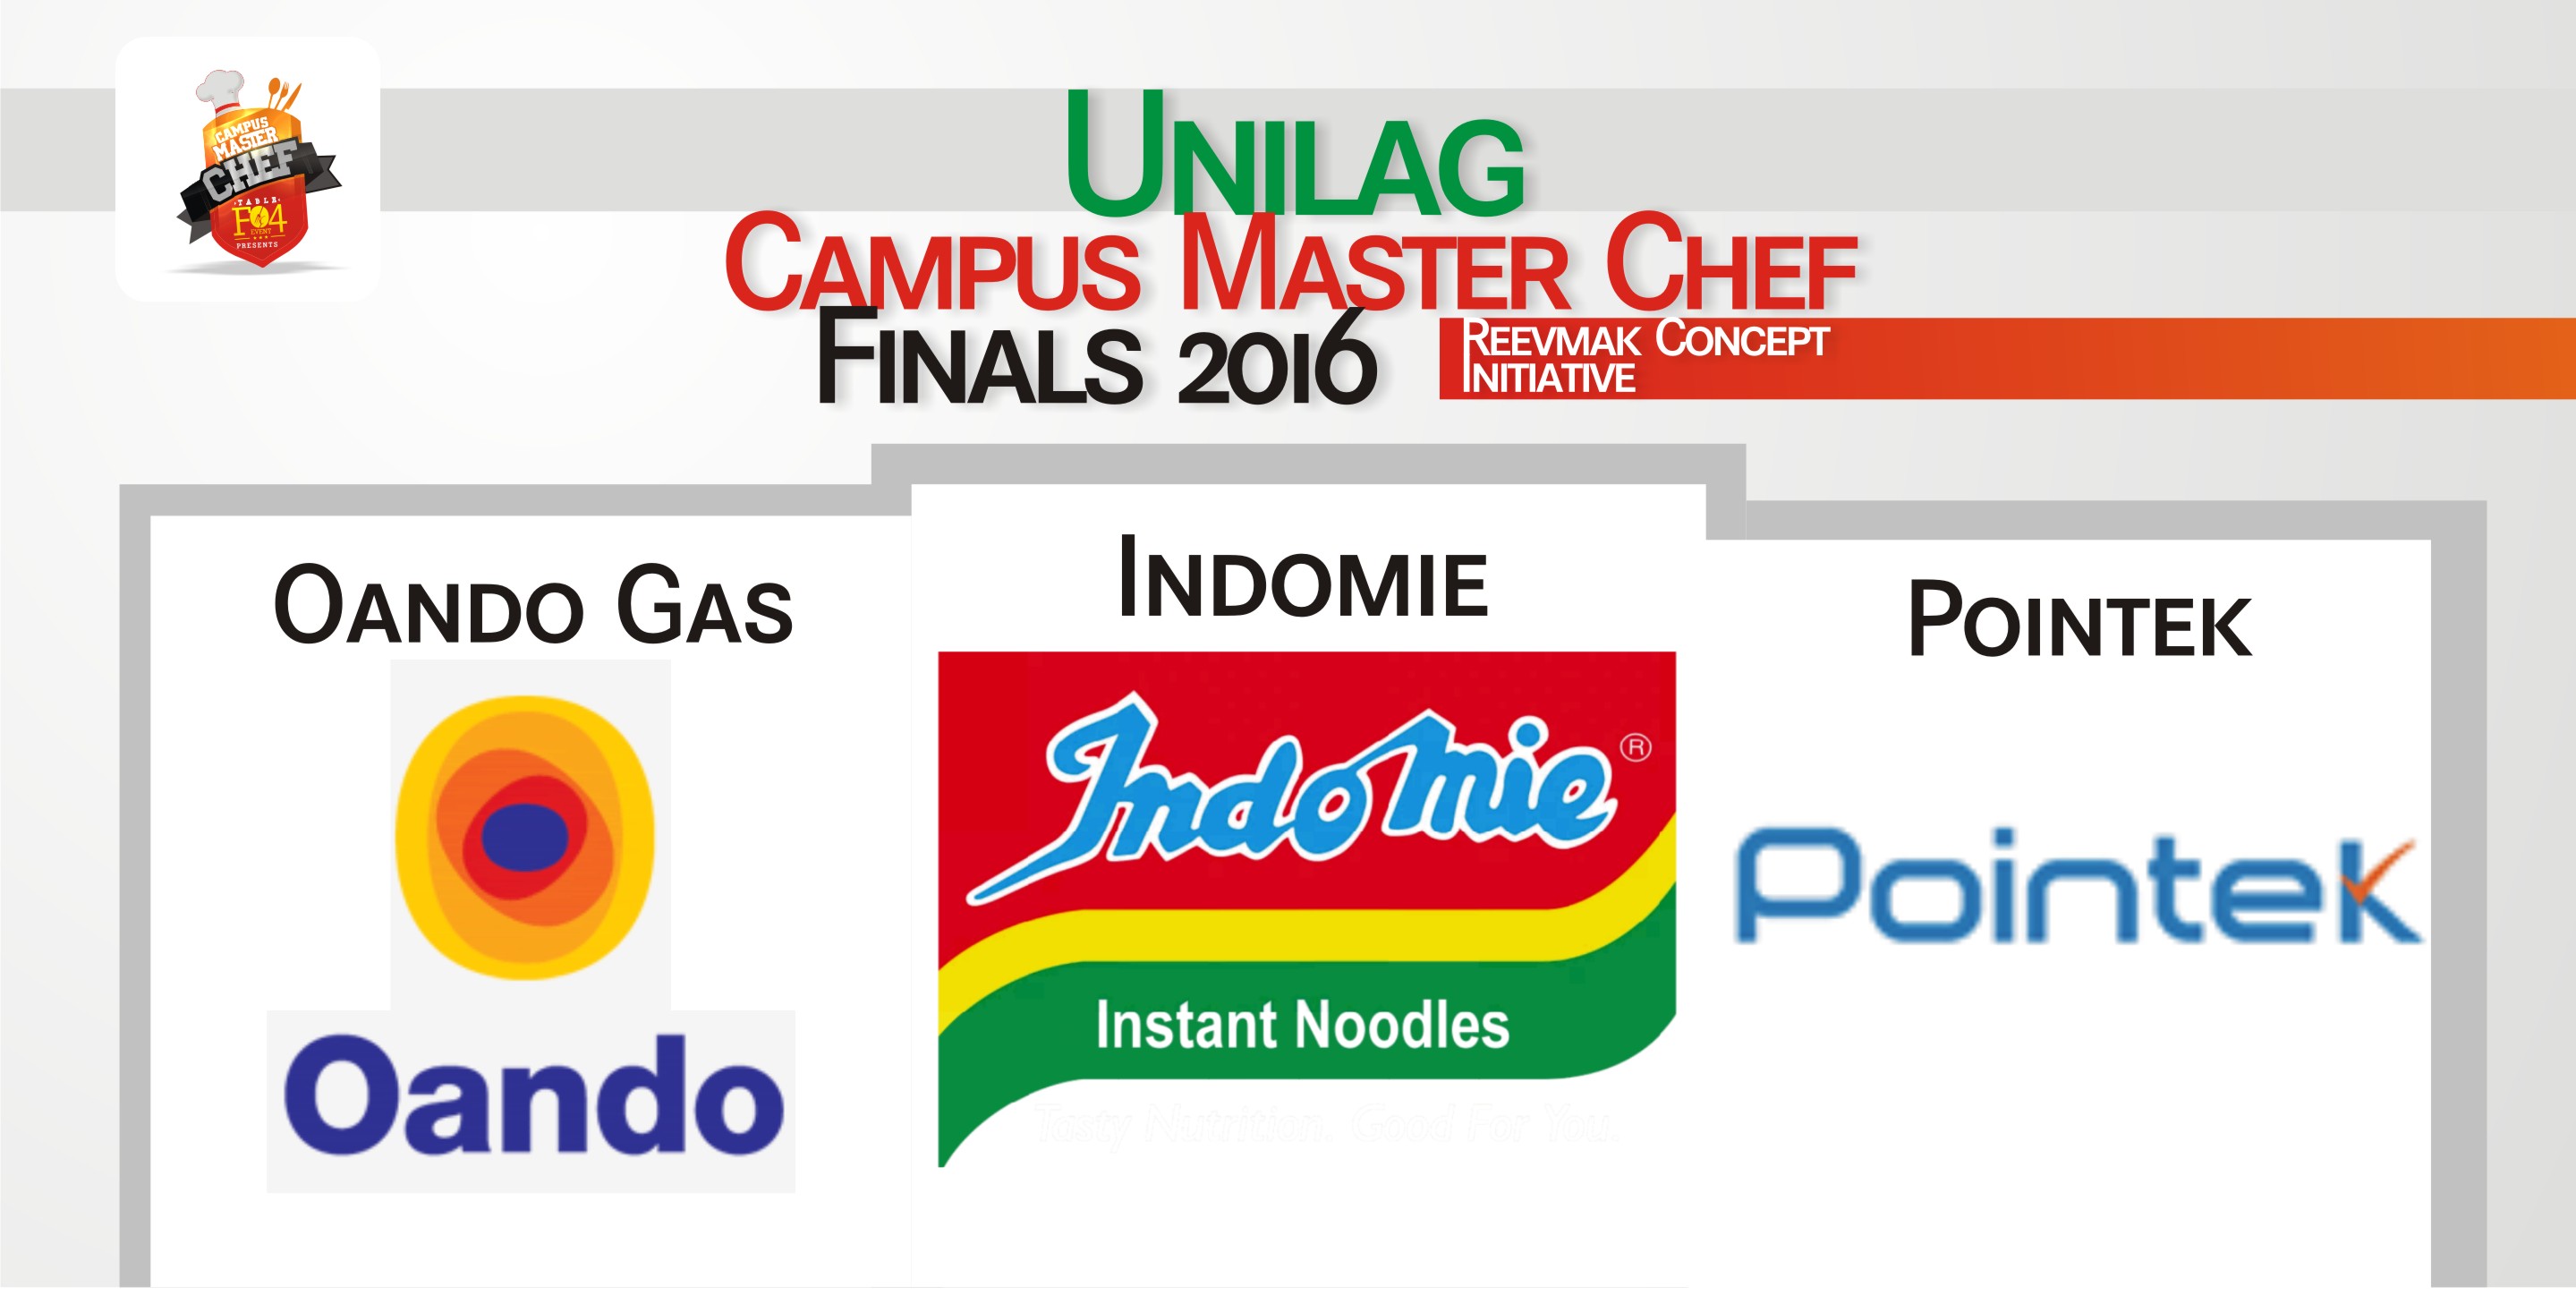 CAMPUS
MASTER
CHEF
TABLE
F04
EVENT
PRESENTS
UNILAG
CAMPUS MASTER CHEF
FINALS 2016
REEVMAK CONCEPT
INITIATIVE
OANDO GAS
INDOMIE
POINTEK
Indomie ®
Pointek
Instant Noodles
Oando
Tasty Nutrition. Good For You.